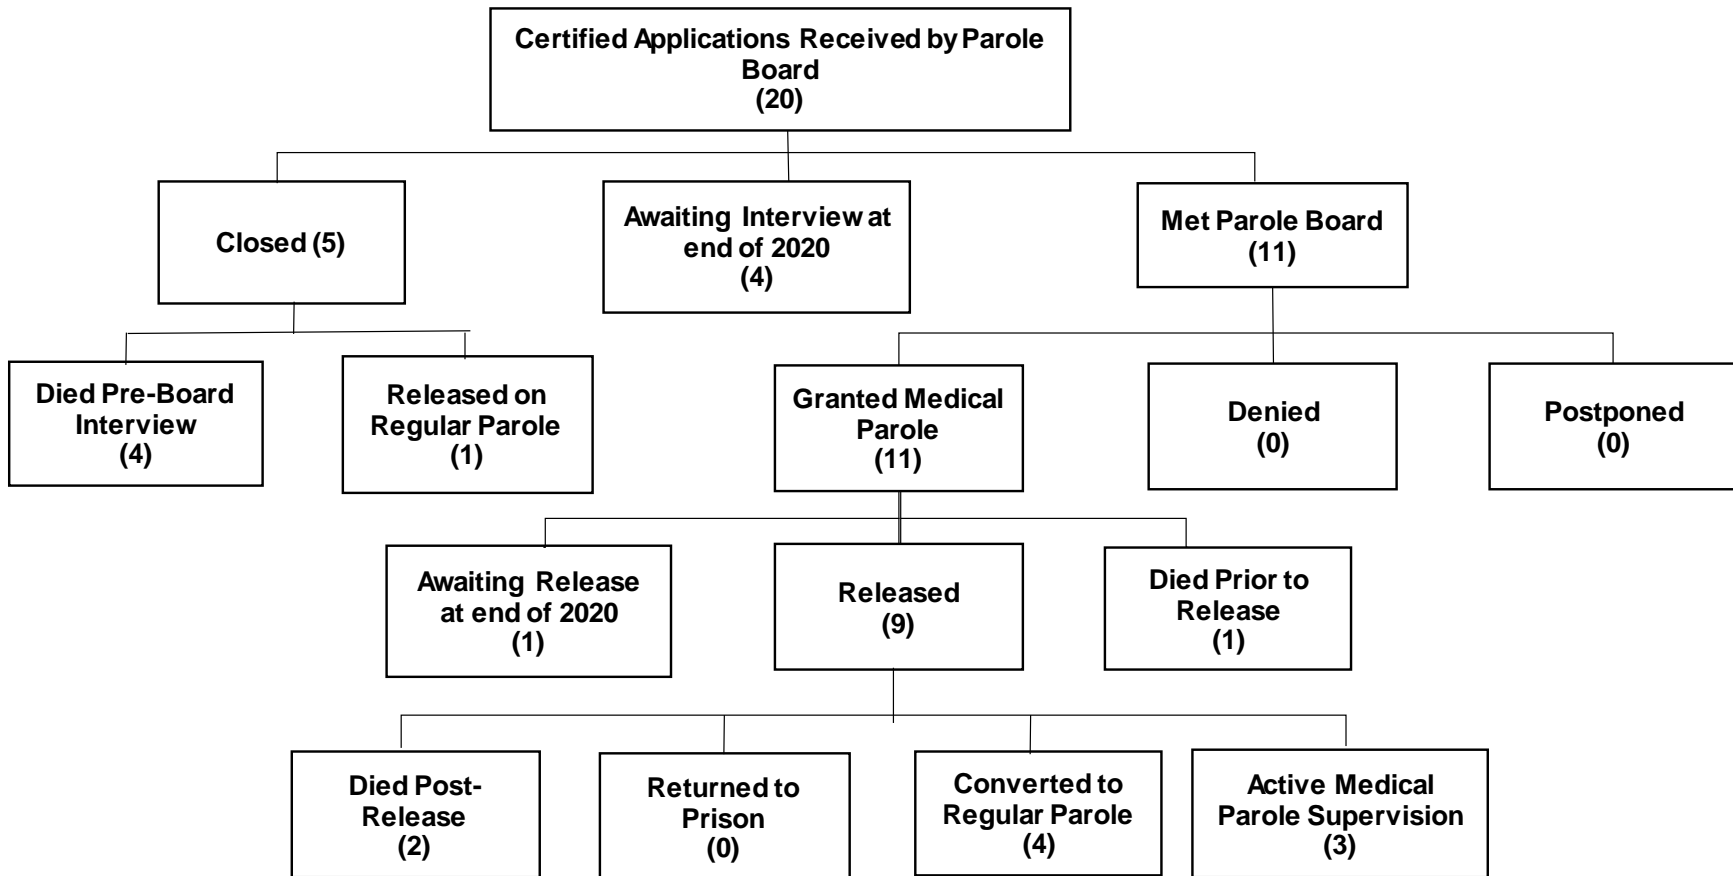 Certified Applications Received by Parole
Board
(20)
Closed (5)
Awaiting Interview at
end of 2020
(4)
Met Parole Board
(11)
Died Pre-Board
Interview
(4)
Released on
Regular Parole
(1)
Granted Medical
Parole
(11)
Denied
(0)
Postponed
(0)
Awaiting Release
at end of 2020
(1)
Released
(9)
Died Prior to
Release
(1)
Died Post-
Release
(2)
Returned to
Prison
(0)
Converted to
Regular Parole
(4)
Active Medical
Parole Supervision
(3)